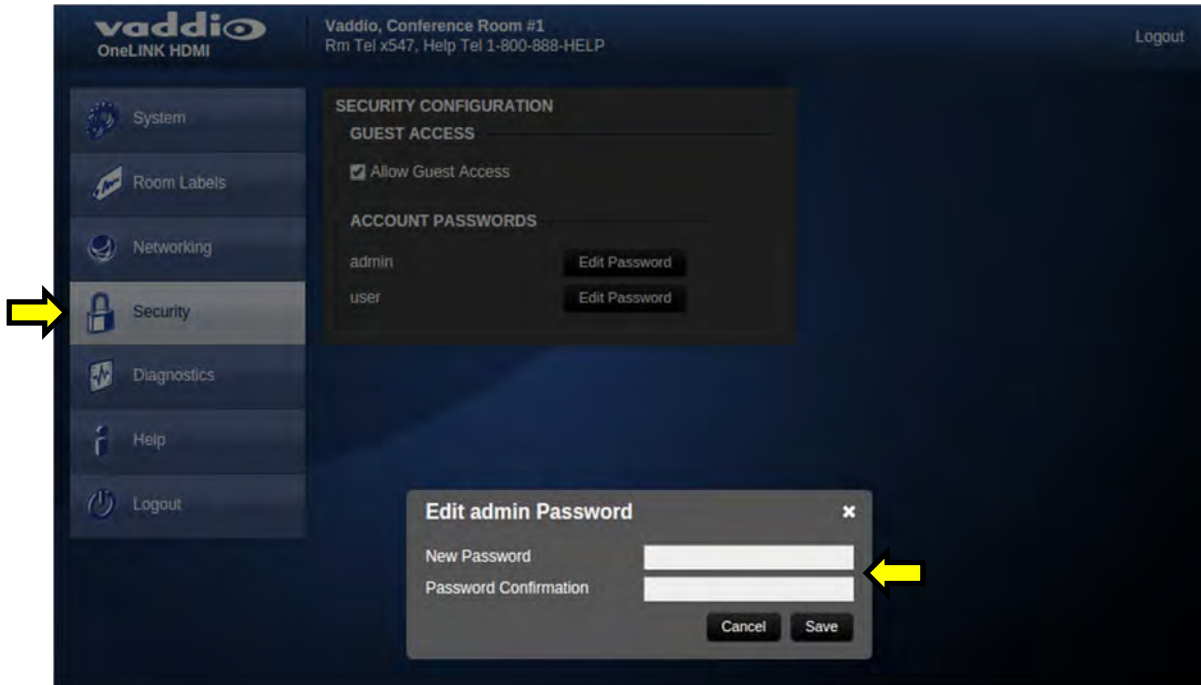 vaddio
OneLINK HDMI
Vaddio, Conference Room #1
Rm Tel x547, Help Tel 1-800-888-HELP
Logout
System
Room Labels
Networking
Security
Diagnostics
Help
Logout
SECURITY CONFIGURATION
GUEST ACCESS
Allow Guest Access
ACCOUNT PASSWORDS
admin Edit Password
user Edit Password
Edit admin Password
New Password
Password Confirmation
Cancel Save